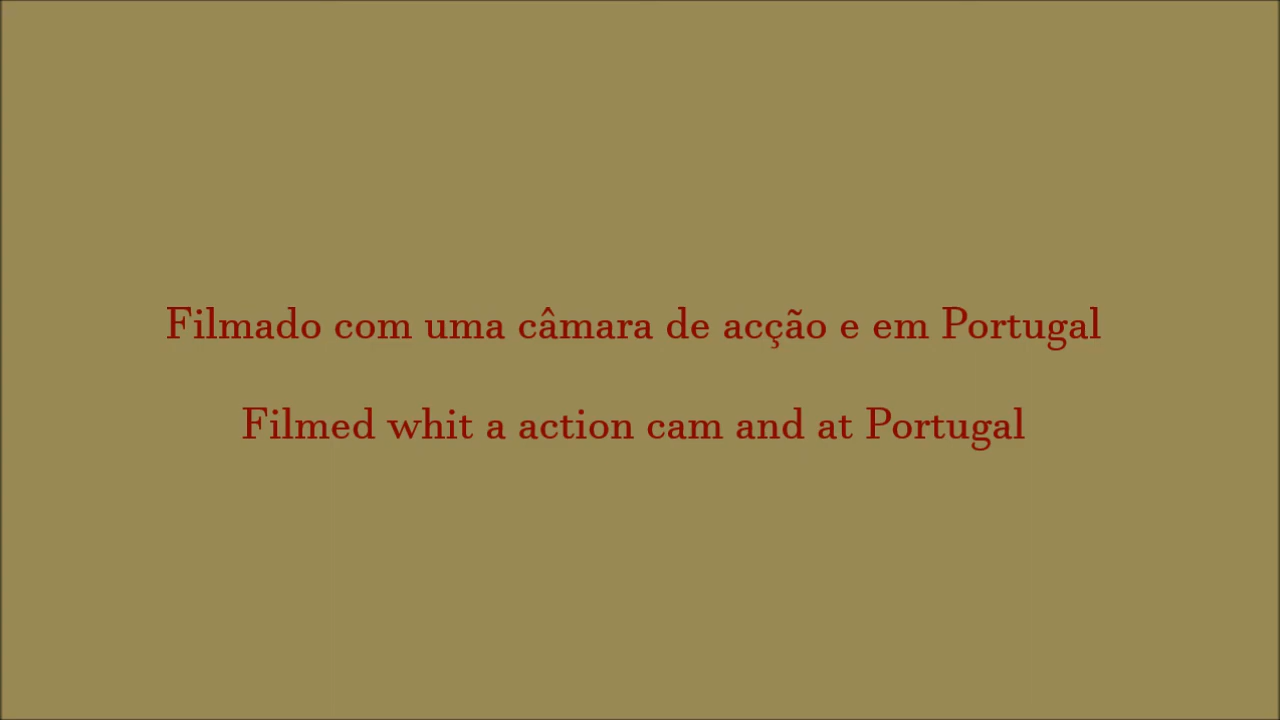 Filmado com uma câmara de acção e em Portugal
Filmed whit a action cam and at Portugal